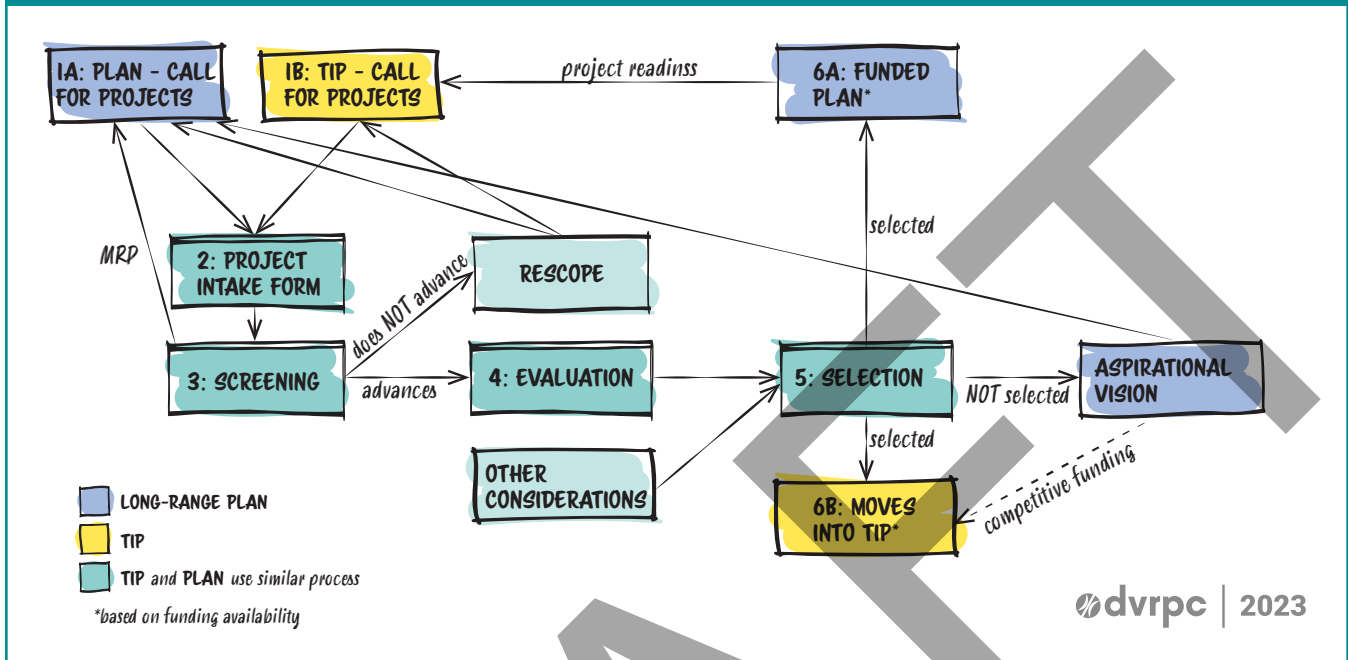 1A: PLAN - CALL
FOR PROJECTS
1B: TIP - CALL
FOR PROJECTS
project readinss
6A: FUNDED
PLAN*
MRP
2: PROJECT
INTAKE FORM
does NOT advance
RESCOPE
selected
3: SCREENING
advances
4: EVALUATION
5: SELECTION
NOT selected
ASPIRATIONAL
VISION
selected
OTHER
CONSIDERATIONS
6B: MOVES
INTO TIP*
competitive funding
LONG-RANGE PLAN
TIP
TIP and PLAN use similar process
*based on funding availability
dvrpc | 2023